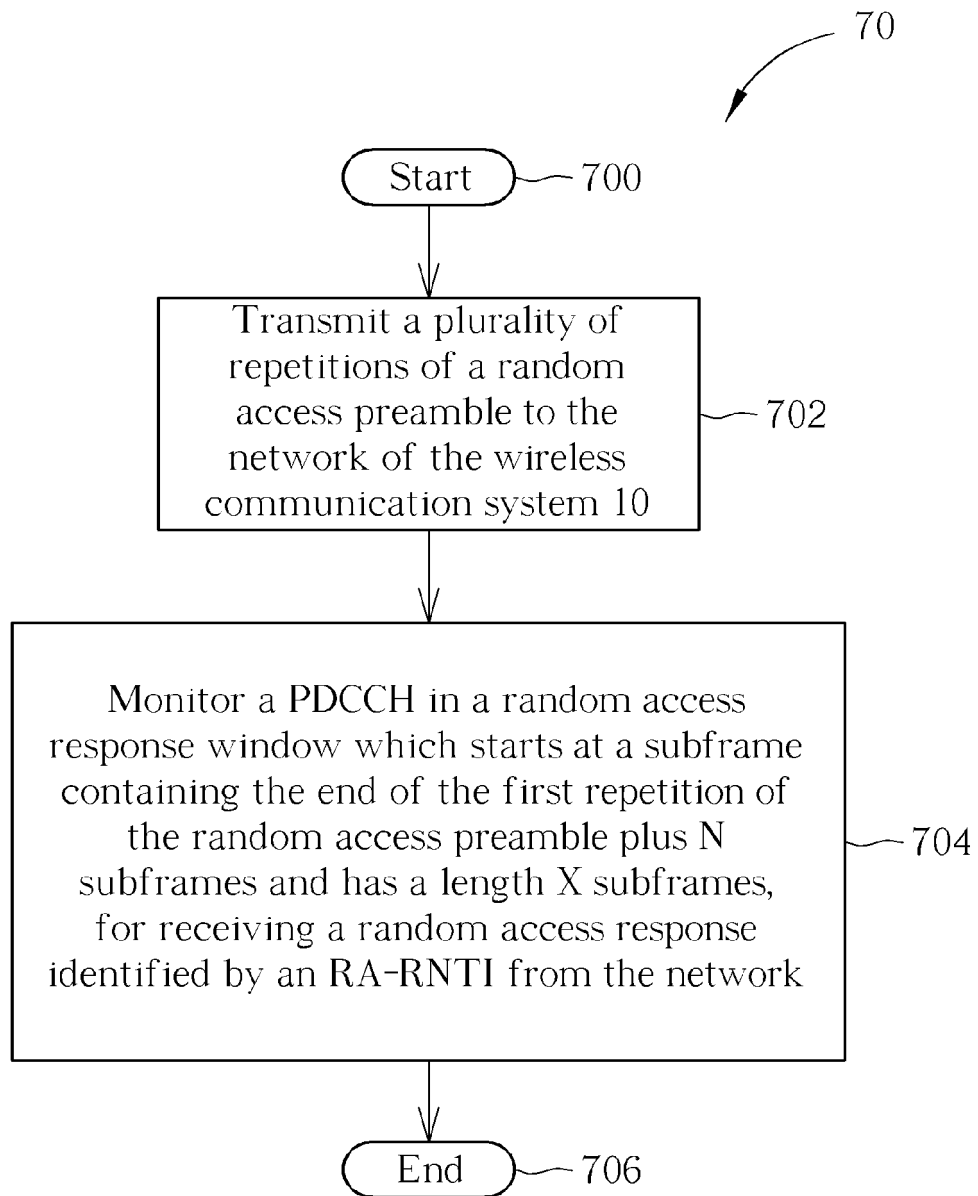 70
Start
700
Transmit a plurality of
repetitions of a random
access preamble to the
network of the wireless
communication system 10
702
Monitor a PDCCH in a random access
response window which starts at a subframe
containing the end of the first repetition of
the random access preamble plus N
subframes and has a length X subframes,
for receiving a random access response
identified by an RA-RNTI from the network
704
End
706